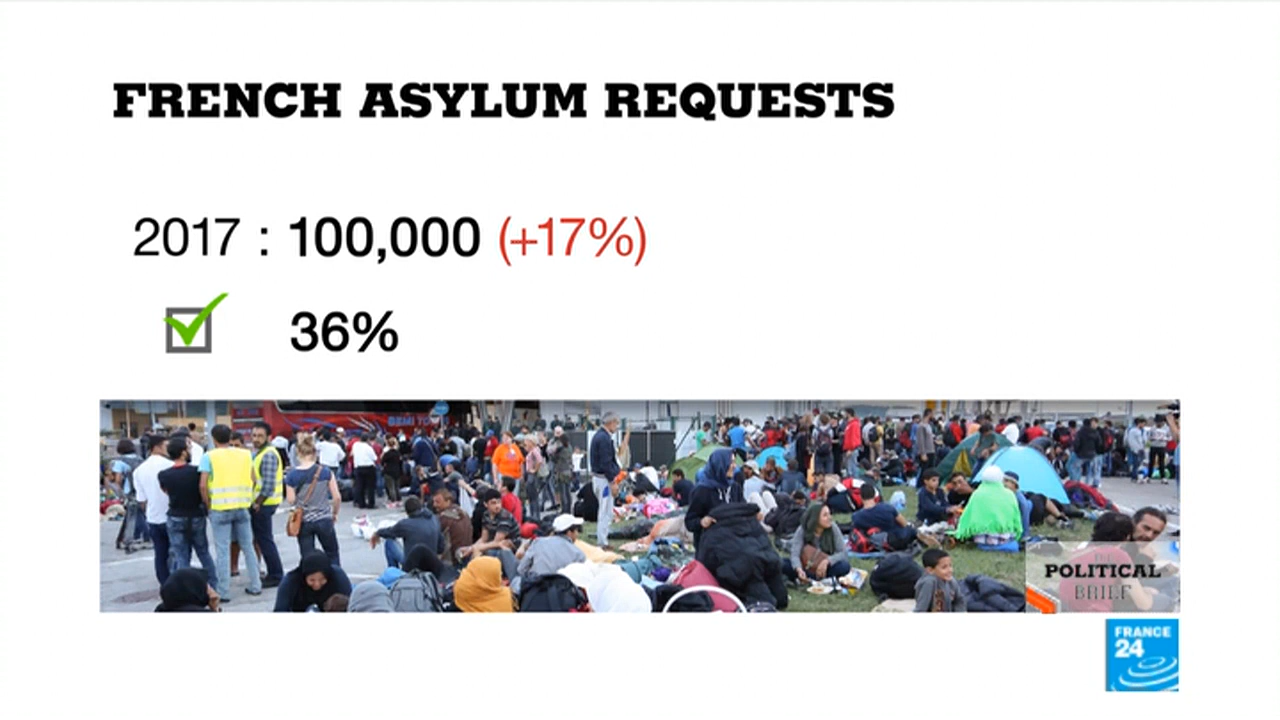 FRENCH ASYLUM REQUESTS
2017 : 100,000 (+17%)
36%
POLITICAL
BRIEF
FRANCE
24